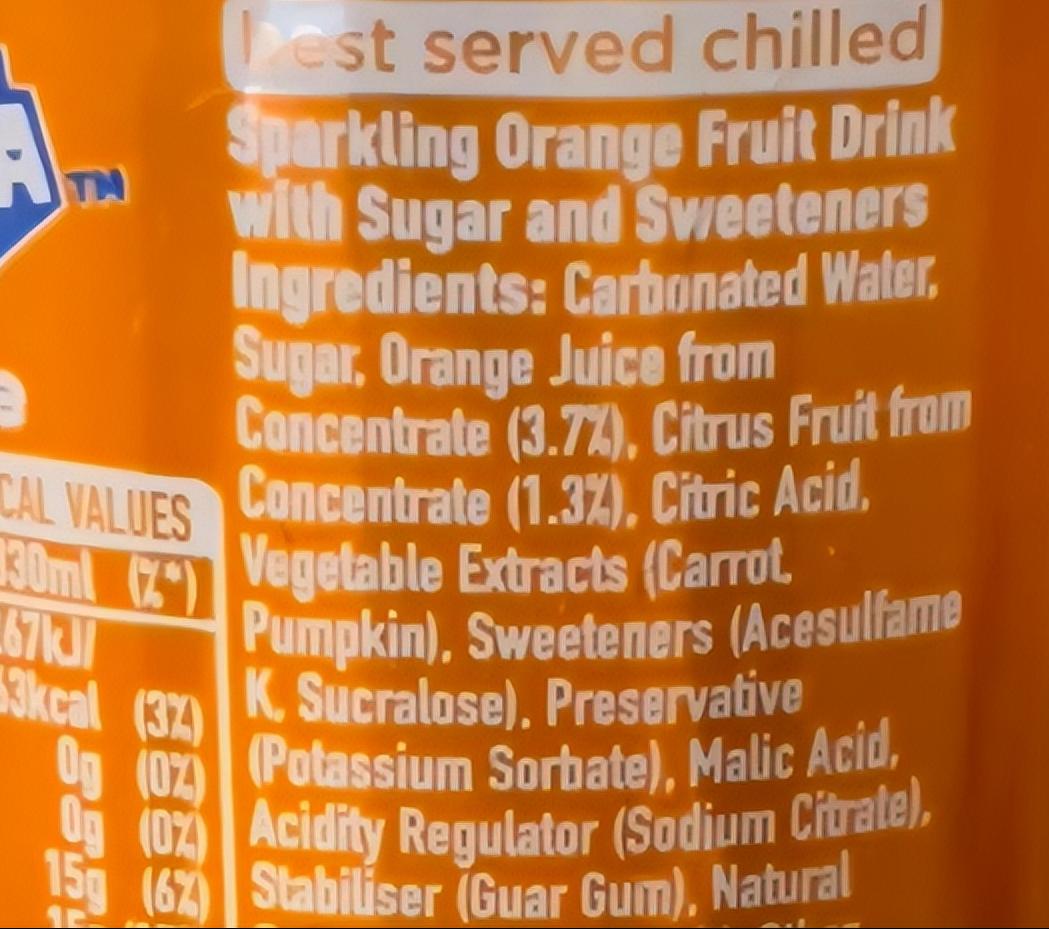 best served chilled
Sparkling Orange Fruit Drink
with Sugar and Sweeteners
Ingredients: Carbonated Water,
Sugar, Orange Juice from
Concentrate (3.7%), Citrus Fruit from
Concentrate (1.3%), Citric Acid,
Vegetable Extracts (Carrot,
Pumpkin), Sweeteners (Acesulfame
K, Sucralose), Preservative
(Potassium Sorbate), Malic Acid,
Acidity Regulator (Sodium Citrate),
Stabiliser (Guar Gum), Natural
A TM
e
CAL VALUES
330ml (%*)
67kJ/
63kcal (3%)
0g (0%)
0g (0%)
15g (6%)